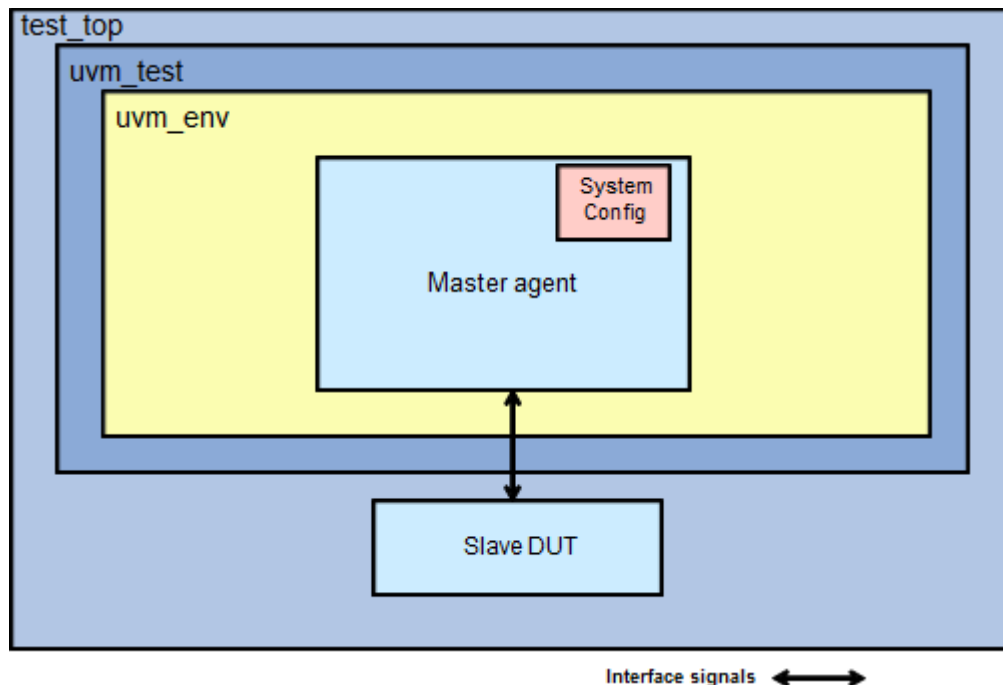 test_top
uvm_test
uvm_env
System
Config
Master agent
Slave DUT
Interface signals